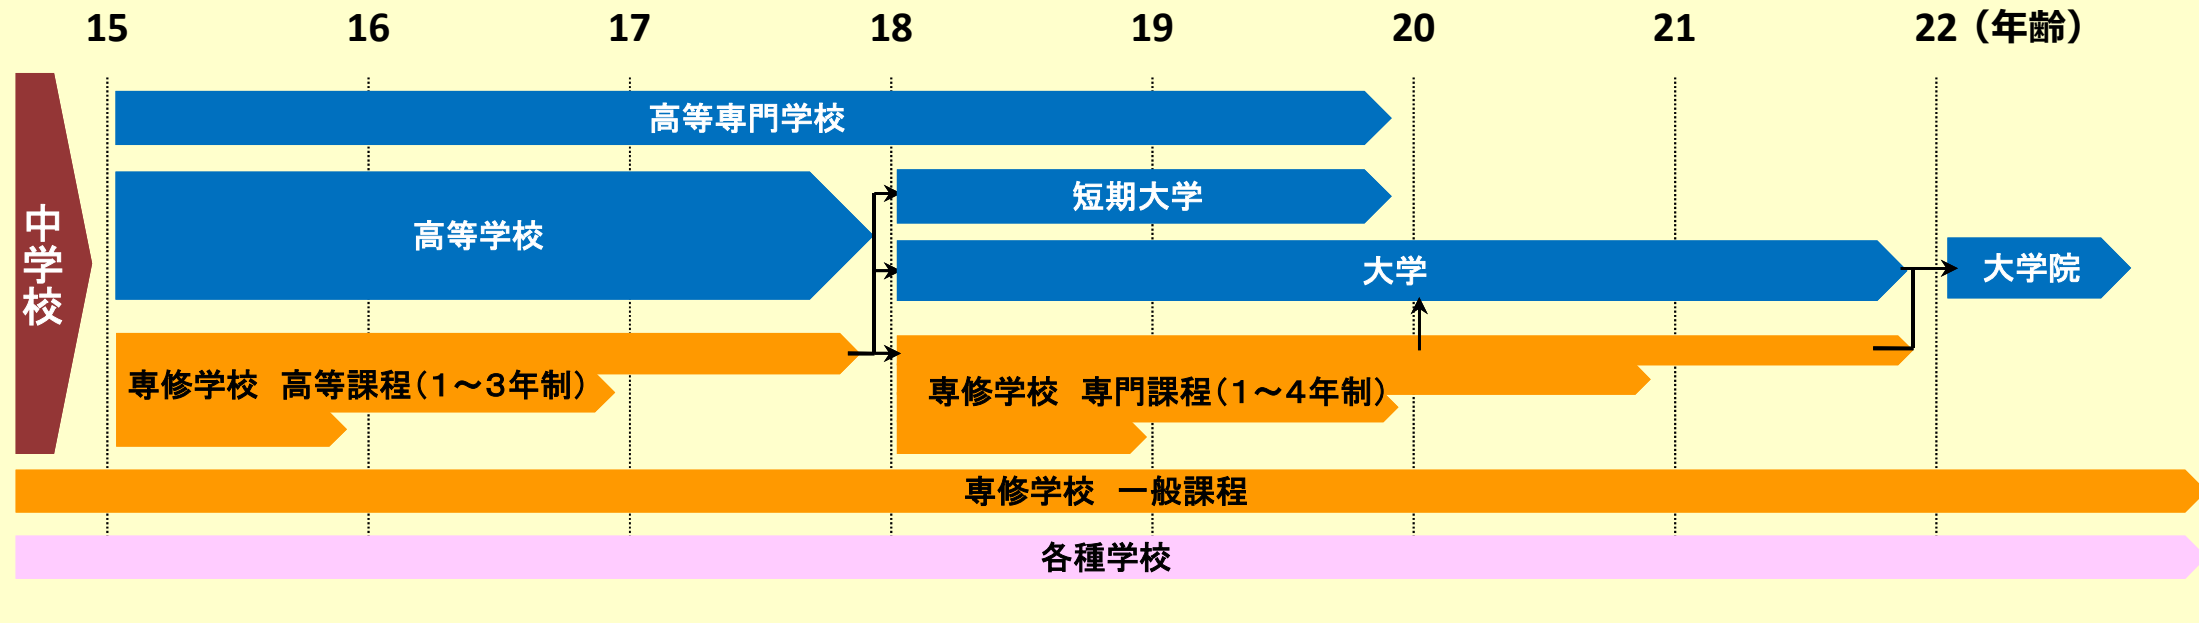 15 16 17 18 19 20 21 22（年齢）
中学校
高等専門学校
高等学校
短期大学
大学
大学院
専修学校　高等課程（１～３年制）
専修学校　専門課程（１～４年制）
専修学校　一般課程
各種学校